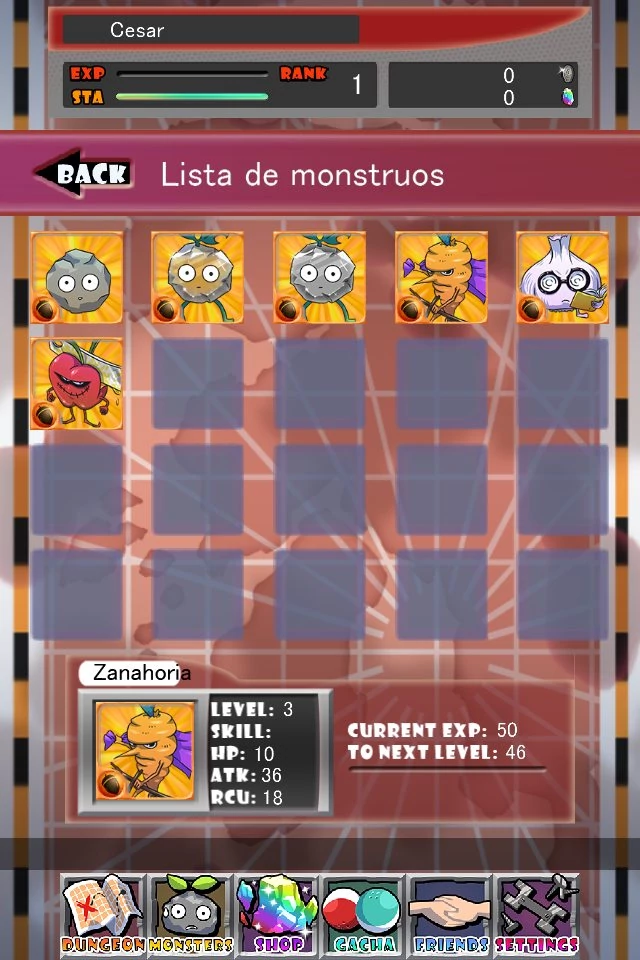 Cesar
EXP RANK 1 0
STA 0
BACK Lista de monstruos
Zanahoria
LEVEL: 3
SKILL:
HP: 10
ATK: 36
RCU: 18
CURRENT EXP: 50
TO NEXT LEVEL: 46
DUNGEON MONSTERS SHOP GACHA FRIENDS SETTINGS